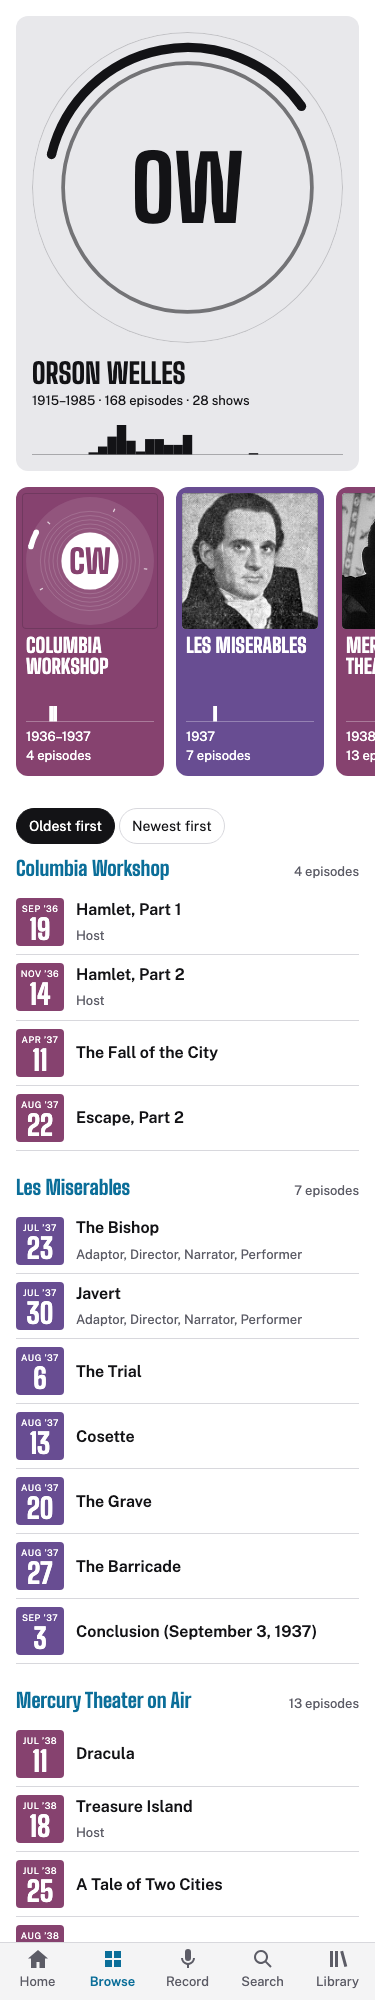 OW
ORSON WELLES
1915–1985 · 168 episodes · 28 shows
CW
COLUMBIA
WORKSHOP
1936–1937
4 episodes
LES MISERABLES
1937
7 episodes
MER
THEA
1938
13 ep
Oldest first
Newest first
Columbia Workshop
4 episodes
SEP '36
19
Hamlet, Part 1
Host
NOV '36
14
Hamlet, Part 2
Host
APR '37
11
The Fall of the City
AUG '37
22
Escape, Part 2
Les Miserables
7 episodes
JUL '37
23
The Bishop
Adaptor, Director, Narrator, Performer
JUL '37
30
Javert
Adaptor, Director, Narrator, Performer
AUG '37
6
The Trial
AUG '37
13
Cosette
AUG '37
20
The Grave
AUG '37
27
The Barricade
SEP '37
3
Conclusion (September 3, 1937)
Mercury Theater on Air
13 episodes
JUL '38
11
Dracula
JUL '38
18
Treasure Island
Host
JUL '38
25
A Tale of Two Cities
AUG '38
Home
Browse
Record
Search
Library